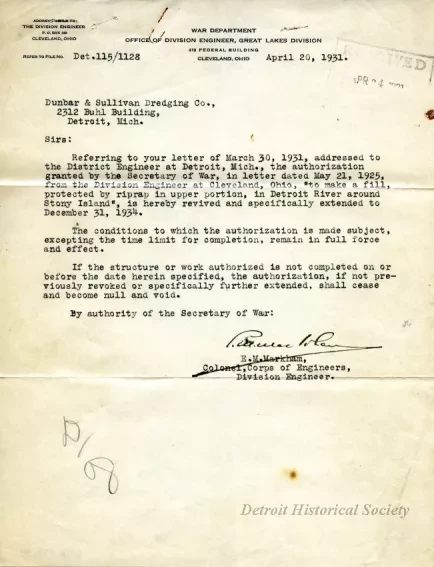 THE DIVISION ENGINEER
P. O. BOX
CLEVELAND, OHIO
WAR DEPARTMENT
OFFICE OF DIVISION ENGINEER, GREAT LAKES DIVISION
FEDERAL BUILDING
REFER TO FILE NO. Det.115/1128
CLEVELAND, OHIO
April 20, 1931.
RECEIVED
Dunbar & Sullivan Dredging Co.,
2312 Buhl Building,
Detroit, Mich.
Sirs:
Referring to your letter of March 30, 1931, addressed to
the District Engineer at Detroit, Mich., the authorization
granted by the Secretary of War, in letter dated May 21, 1925,
from the Division Engineer at Cleveland, Ohio, "to make a fill,
protected by riprap in upper portion, in Detroit River around
Stony Island", is hereby revived and specifically extended to
December 31, 1934.
The conditions to which the authorization is made subject,
excepting the time limit for completion, remain in full force
and effect.
If the structure or work authorized is not completed on or
before the date herein specified, the authorization, if not pre-
viously revoked or specifically further extended, shall cease
and become null and void.
By authority of the Secretary of War:
E.M.Markham,
Colonel,Corps of Engineers,
Division Engineer.
Detroit Historical Society